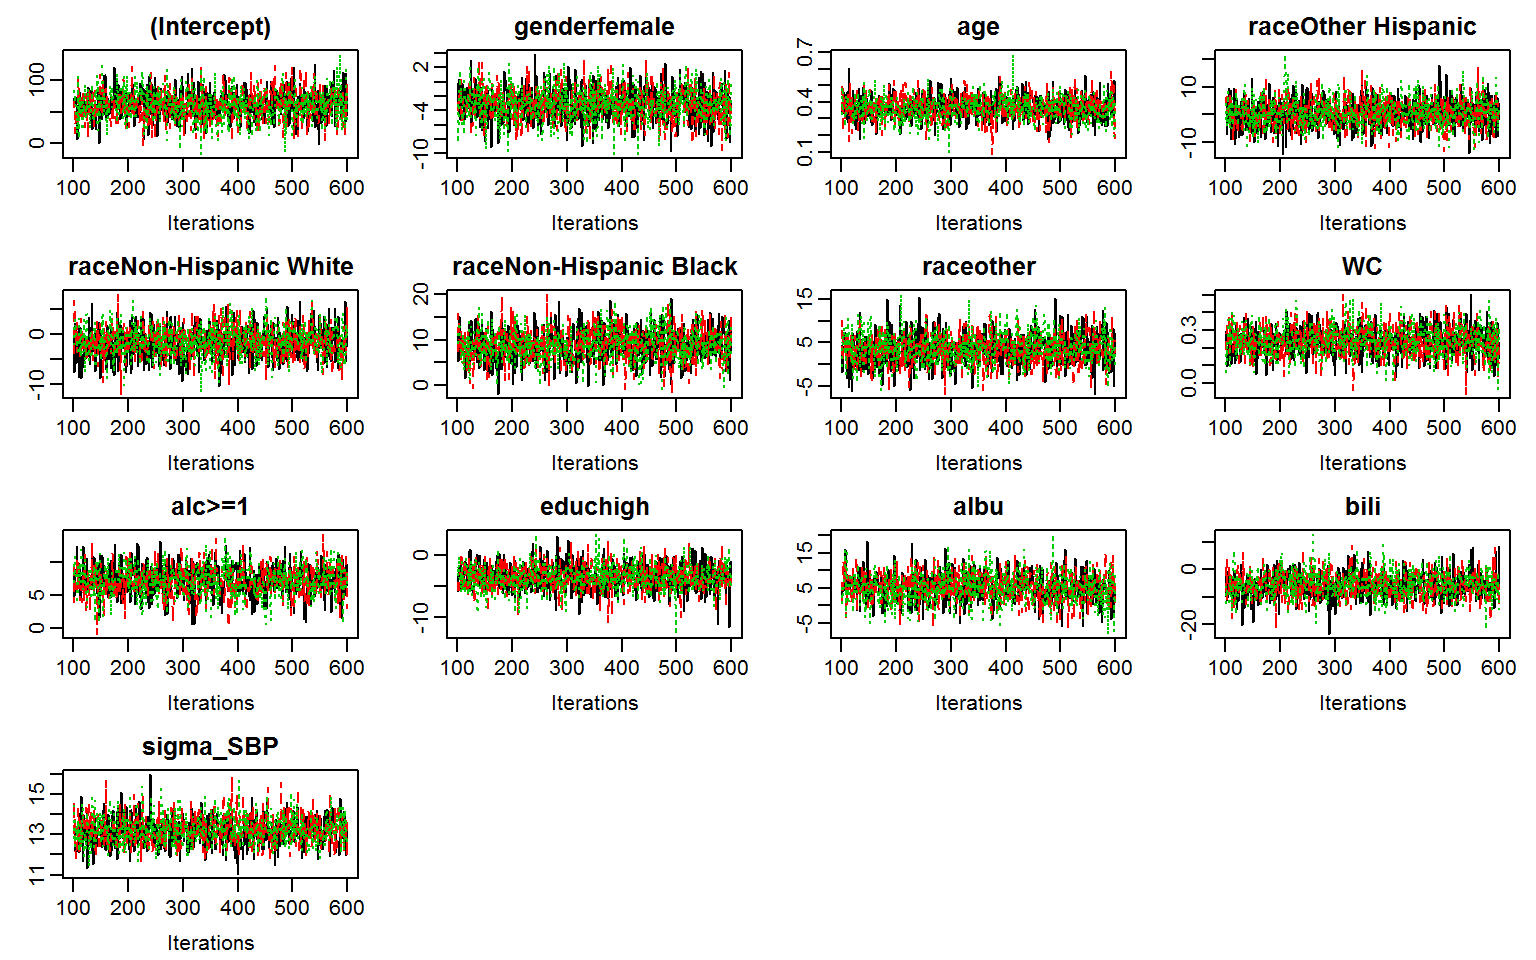 (Intercept) genderfemale age raceOther Hispanic
0 100
-10 -4 2
0.1 0.4 0.7
-10 10
100 200 300 400 500 600 100 200 300 400 500 600 100 200 300 400 500 600 100 200 300 400 500 600
Iterations Iterations Iterations Iterations
raceNon-Hispanic White raceNon-Hispanic Black raceother WC
-10 0
0 10 20
-5 5 15
0.0 0.3
100 200 300 400 500 600 100 200 300 400 500 600 100 200 300 400 500 600 100 200 300 400 500 600
Iterations Iterations Iterations Iterations
alc>=1 educhigh albu bili
0 5
-10 0
-5 5 15
-20 0
100 200 300 400 500 600 100 200 300 400 500 600 100 200 300 400 500 600 100 200 300 400 500 600
Iterations Iterations Iterations Iterations
sigma_SBP
11 13 15
100 200 300 400 500 600
Iterations